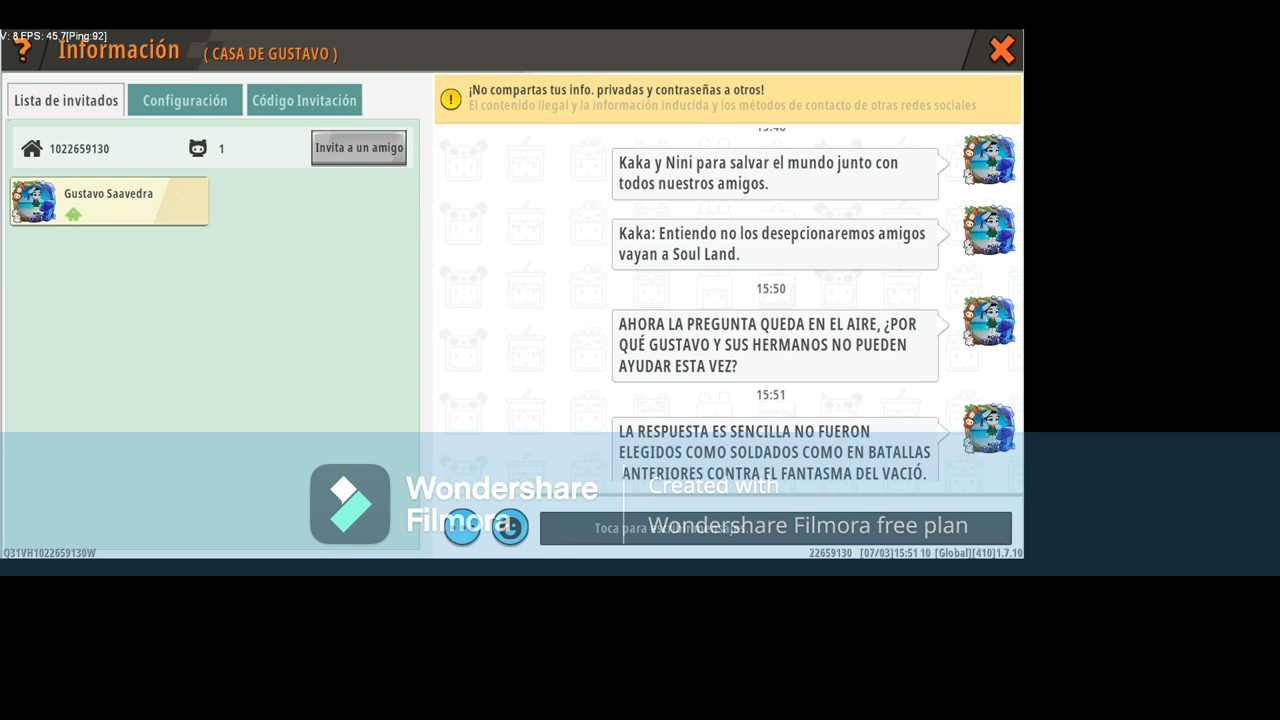 V: 8 FPS: 45.7[Ping:92]
Información ( CASA DE GUSTAVO )
Lista de invitados Configuración Código Invitación
1022659130 1 Invita a un amigo
Gustavo Saavedra
¡No compartas tu info. privadas y contraseñas a otros!
El contenido ilegal y la información inducida y los métodos de contacto de otras redes sociales
Kaka y Nini para salvar el mundo junto con
todos nuestros amigos.
Kaka: Entiendo no los desepcionaremos amigos
vayan a Soul Land.
15:50
AHORA LA PREGUNTA QUEDA EN EL AIRE, ¿POR
QUÉ GUSTAVO Y SUS HERMANOS NO PUEDEN
AYUDAR ESTA VEZ?
15:51
LA RESPUESTA ES SENCILLA NO FUERON
ELEGIDOS COMO SOLDADOS COMO EN BATALLAS
ANTERIORES CONTRA EL FANTASMA DEL VACIÓ.
Wondershare
Filmora
Created with
Wondershare Filmora free plan
Toca para
Q31VH1022659130W
22659130 [07/03]15:51 10 [Global][410]1.7.10